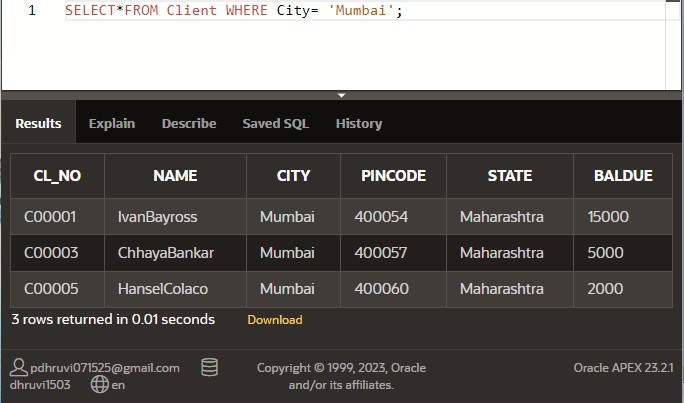 1 SELECT*FROM Client WHERE City= 'Mumbai';
Results Explain Describe Saved SQL History
CL_NO NAME CITY PINCODE STATE BALDUE
C00001 IvanBayross Mumbai 400054 Maharashtra 15000
C00003 ChhayaBankar Mumbai 400057 Maharashtra 5000
C00005 HanselColaco Mumbai 400060 Maharashtra 2000
3 rows returned in 0.01 seconds Download
pdhruvi071525@gmail.com
dhruvi1503 en
Copyright © 1999, 2023, Oracle
and/or its affiliates.
Oracle APEX 23.2.1